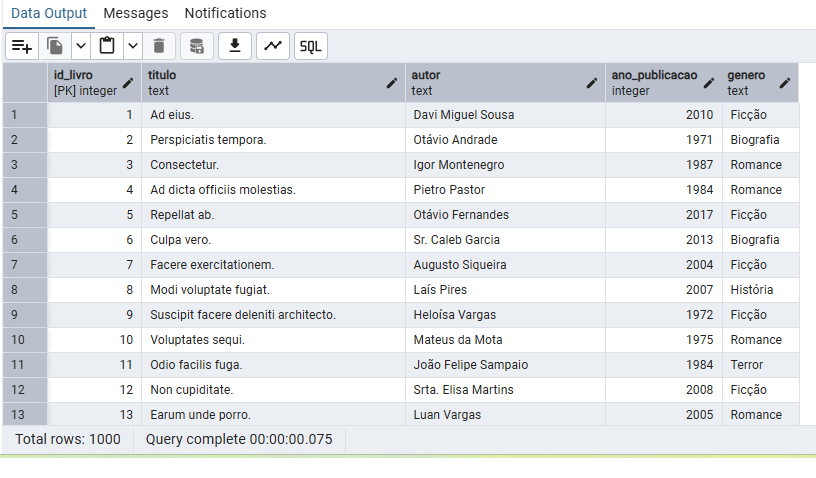 Data Output Messages Notifications
SQL
id_livro titulo autor ano_publicacao genero
[PK] integer text text integer text
1 1 Ad eius. Davi Miguel Sousa 2010 Ficção
2 2 Perspiciatis tempora. Otávio Andrade 1971 Biografia
3 3 Consectetur. Igor Montenegro 1987 Romance
4 4 Ad dicta officiis molestias. Pietro Pastor 1984 Romance
5 5 Repellat ab. Otávio Fernandes 2017 Ficção
6 6 Culpa vero. Sr. Caleb Garcia 2013 Biografia
7 7 Facere exercitationem. Augusto Siqueira 2004 Ficção
8 8 Modi voluptate fugiat. Laís Pires 2007 História
9 9 Suscipit facere deleniti architecto. Heloísa Vargas 1972 Ficção
10 10 Voluptates sequi. Mateus da Mota 1975 Romance
11 11 Odio facilis fuga. João Felipe Sampaio 1984 Terror
12 12 Non cupiditate. Srta. Elisa Martins 2008 Ficção
13 13 Earum unde porro. Luan Vargas 2005 Romance
Total rows: 1000 Query complete 00:00:00.075